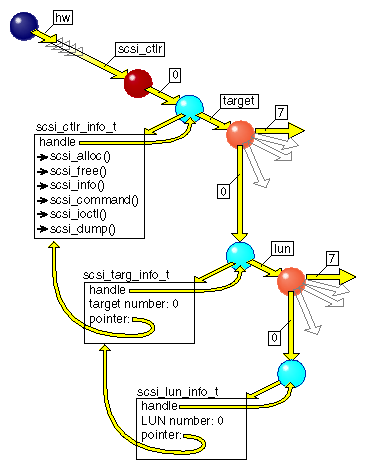 hw
scsi_ctlr
0
target
7
scsi_ctlr_info_t
handle
scsi_alloc()
scsi_free()
scsi_info()
scsi_command()
scsi_ioctl()
scsi_dump()
0
lun
7
scsi_targ_info_t
handle
target number: 0
pointer:
0
scsi_lun_info_t
handle
LUN number: 0
pointer: